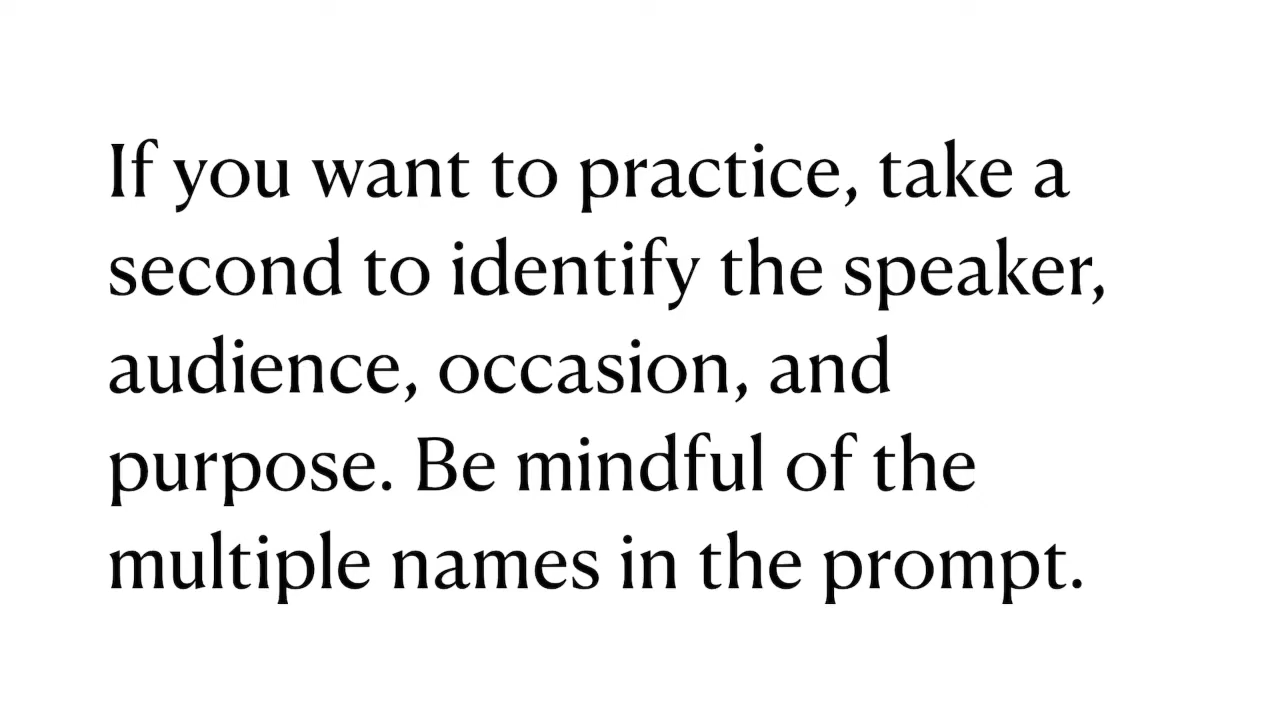 If you want to practice, take a
second to identify the speaker,
audience, occasion, and
purpose. Be mindful of the
multiple names in the prompt.